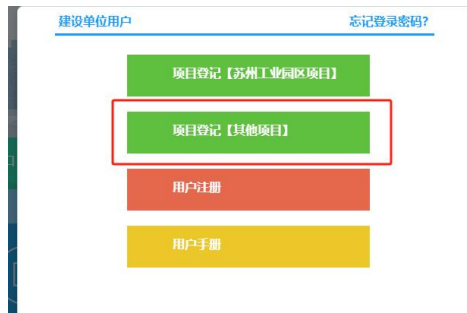 建设单位用户 忘记登录密码?
项目登记【苏州工业园区项目】
项目登记【其他项目】
用户注册
用户手册